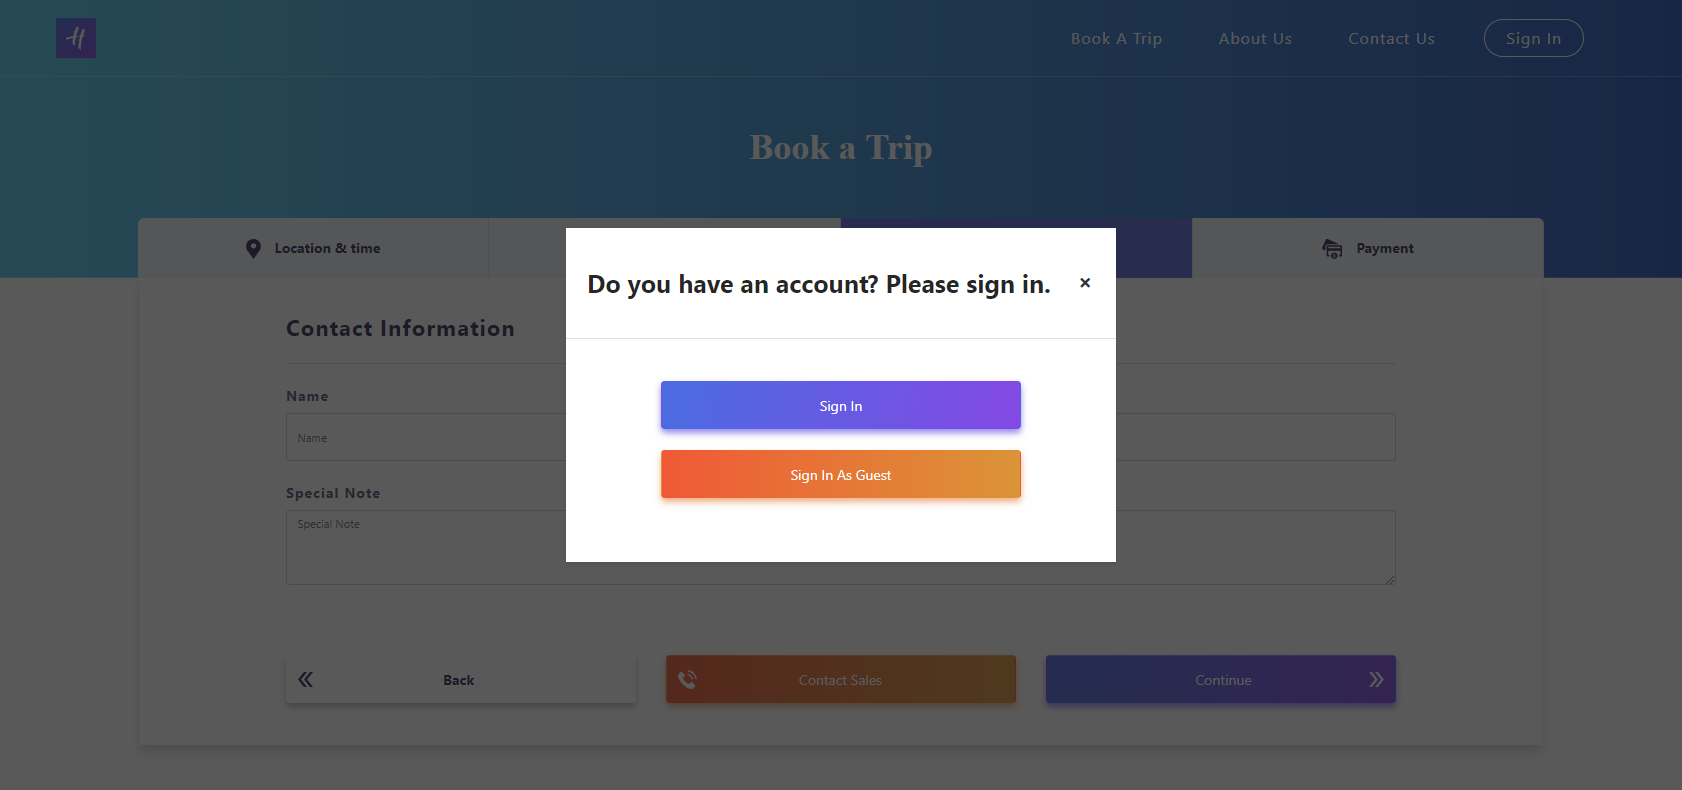 H
Book A Trip
About Us
Contact Us
Sign In
Book a Trip
Location & time
Payment
Do you have an account? Please sign in.
×
Sign In
Sign In As Guest
Contact Information
Name
Name
Special Note
Special Note
Back
Contact Sales
Continue